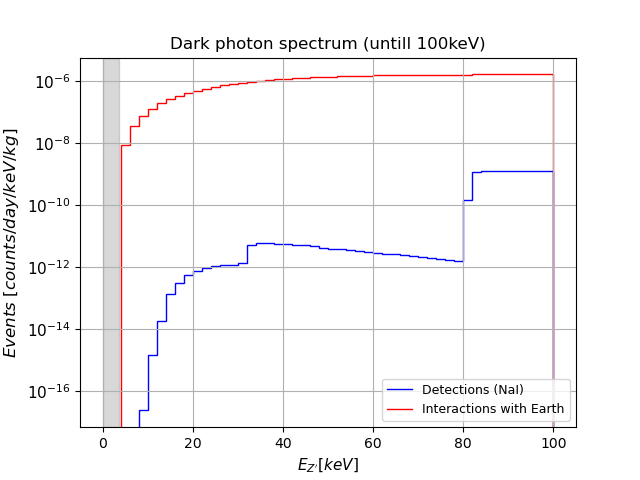 Dark photon spectrum (untill 100keV)
Events [counts/day/keV/kg]
10⁻⁶
10⁻⁸
10⁻¹⁰
10⁻¹²
10⁻¹⁴
10⁻¹⁶
Detections (NaI)
Interactions with Earth
0 20 40 60 80 100
E_Z' [keV]